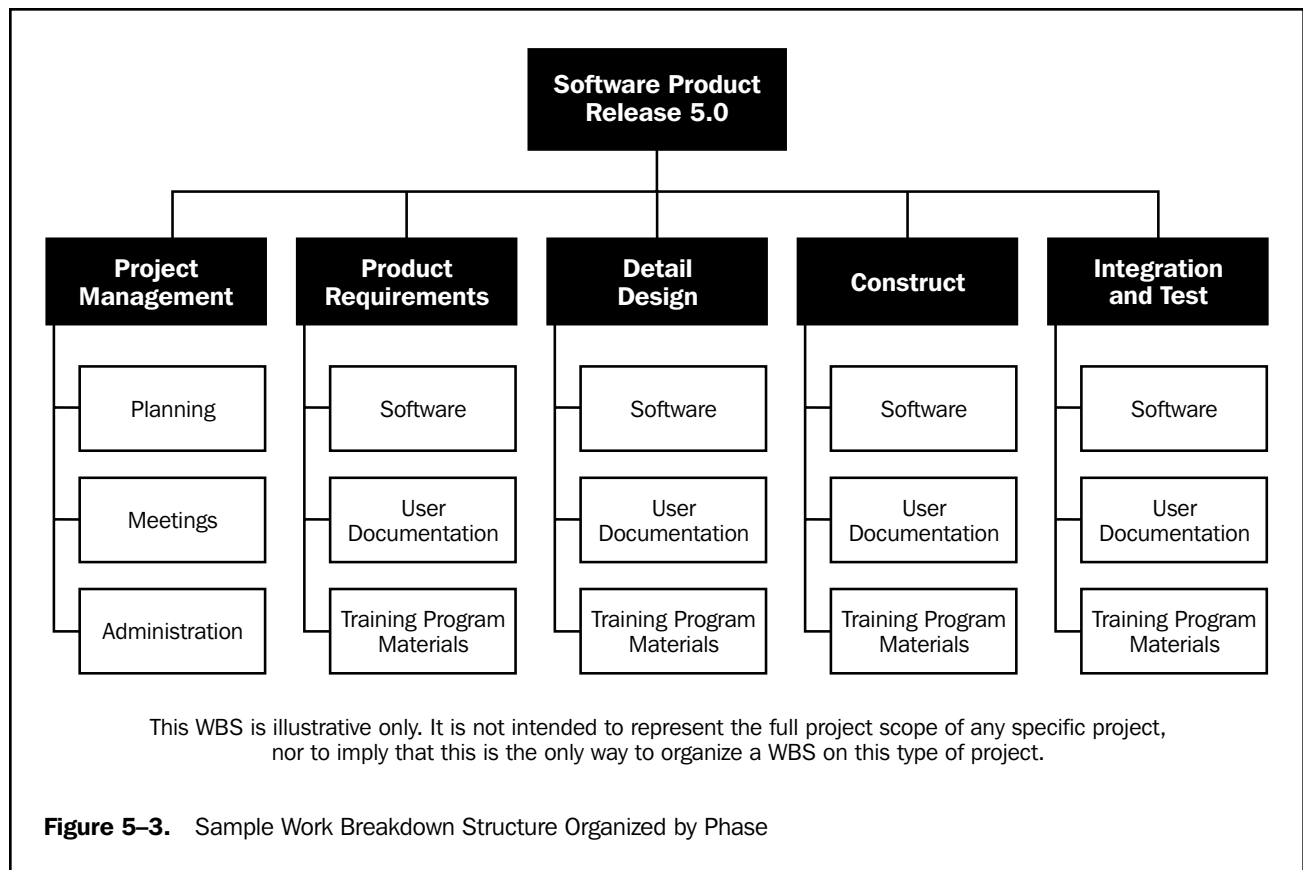 Software Product
Release 5.0
Project
Management
Product
Requirements
Detail
Design
Construct
Integration
and Test
Planning
Meetings
Administration
Software
User
Documentation
Training Program
Materials
Software
User
Documentation
Training Program
Materials
Software
User
Documentation
Training Program
Materials
Software
User
Documentation
Training Program
Materials
This WBS is illustrative only. It is not intended to represent the full project scope of any specific project,
nor to imply that this is the only way to organize a WBS on this type of project.
Figure 5–3. Sample Work Breakdown Structure Organized by Phase